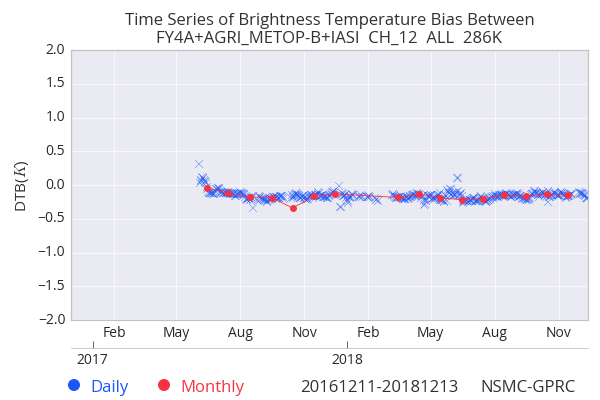 Time Series of Brightness Temperature Bias Between
FY4A+AGRI_METOP-B+IASI CH_12 ALL 286K
DTB(K)
2.0
1.5
1.0
0.5
0.0
−0.5
−1.0
−1.5
−2.0
Feb May Aug Nov Feb May Aug Nov
2017 2018
Daily Monthly 20161211-20181213 NSMC-GPRC